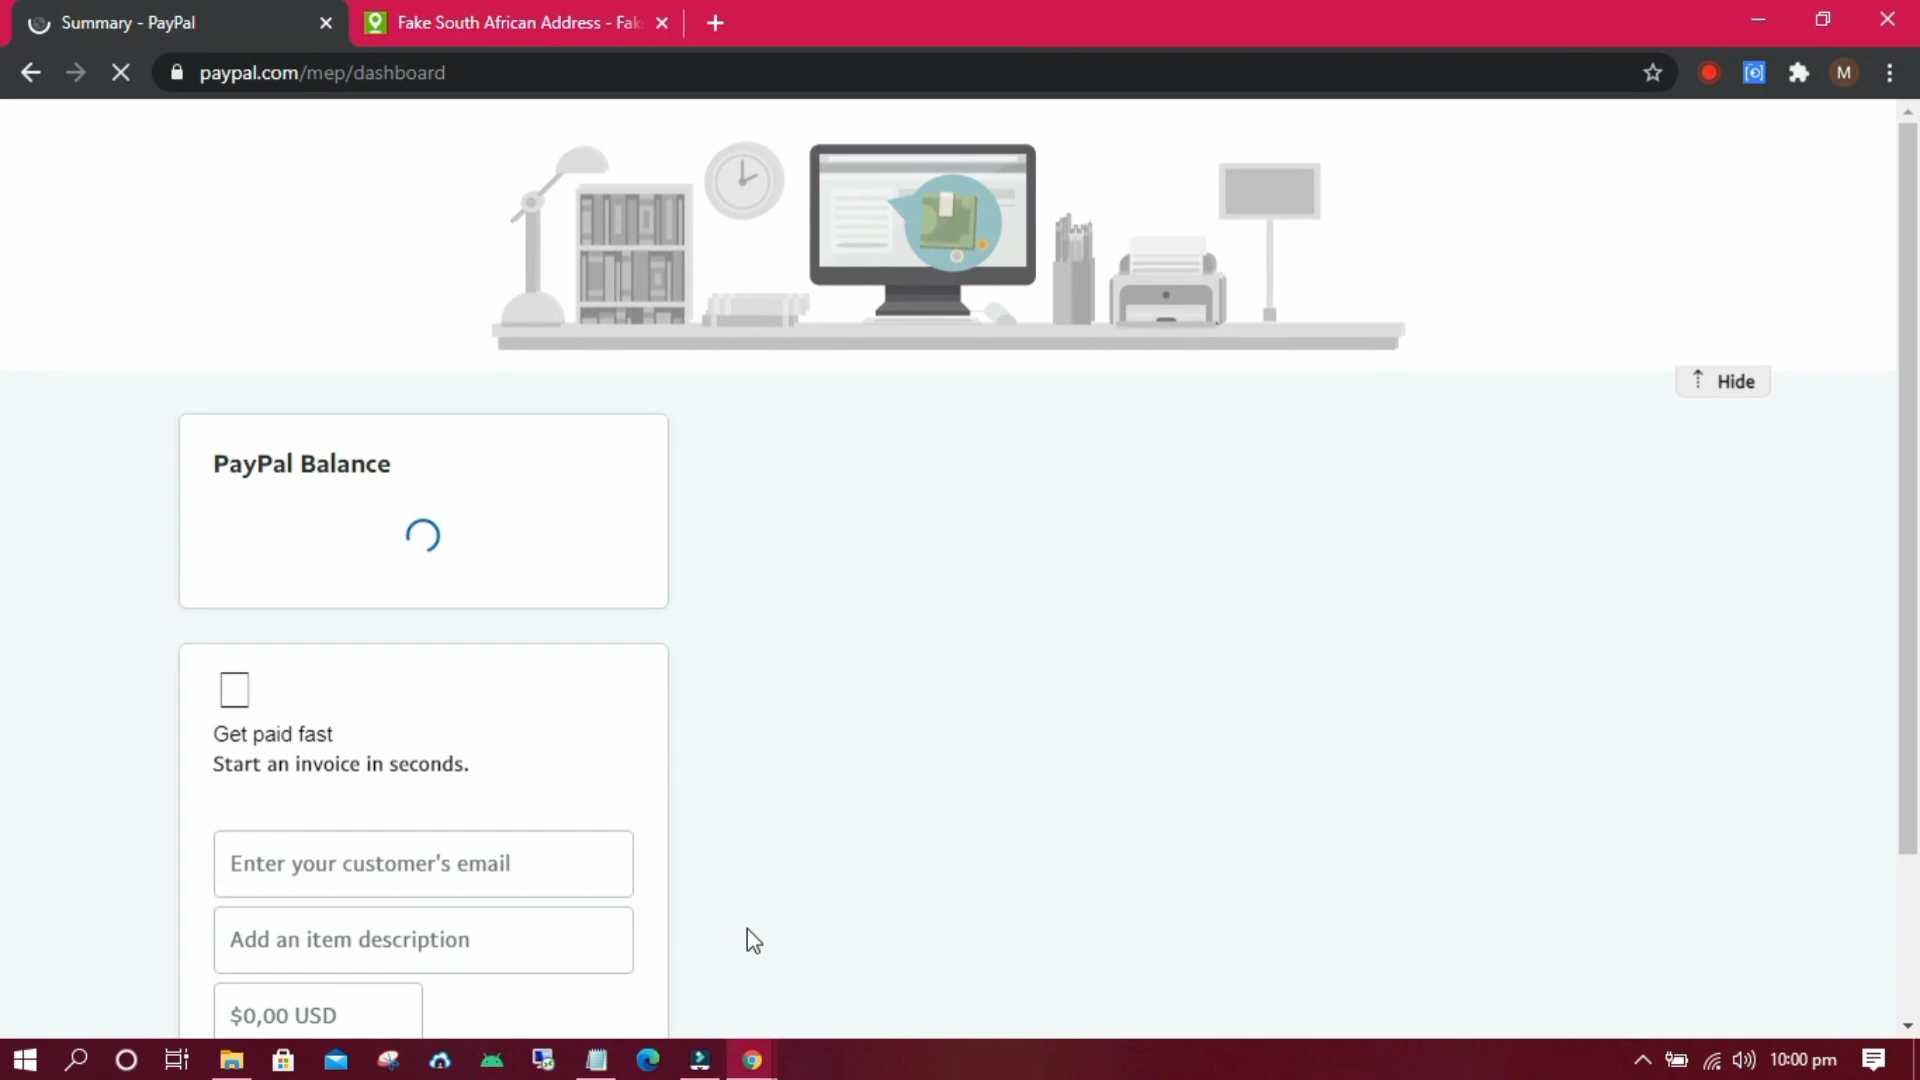 Summary - PayPal
Fake South African Address - Fak
paypal.com/mep/dashboard
M
Hide
PayPal Balance
Get paid fast
Start an invoice in seconds.
Enter your customer's email
Add an item description
$0,00 USD
10:00 pm